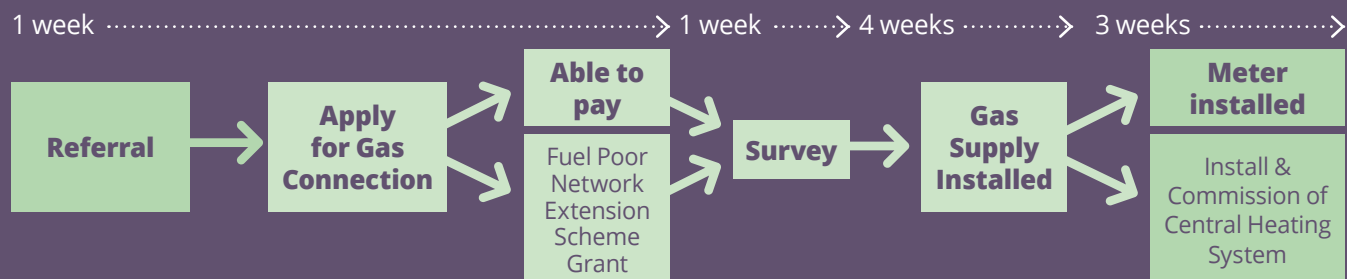 1 week
1 week
4 weeks
3 weeks
Referral
Apply
for Gas
Connection
Able to
pay
Fuel Poor
Network
Extension
Scheme
Grant
Survey
Gas
Supply
Installed
Meter
installed
Install &
Commission of
Central Heating
System